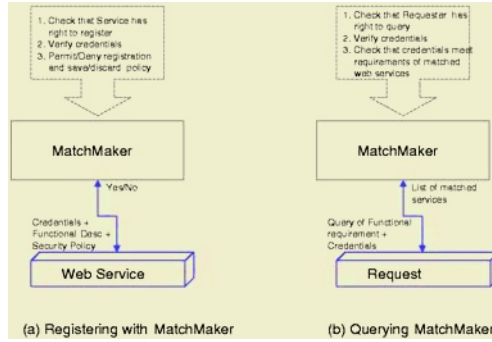 1. Check that Service has
right to register
2. Verify credentials
3. Permit/Deny registration
and save/discard policy
MatchMaker
Yes/No
Credentials +
Functional Desc +
Security Policy
Web Service
(a) Registering with MatchMaker
1. Check that Requester has
right to query
2. Verify credentials
3. Check that credentials meet
requirements of matched
web services
MatchMaker
List of matched
services
Query of Functional
requirement +
Credentials
Request
(b) Querying MatchMaker